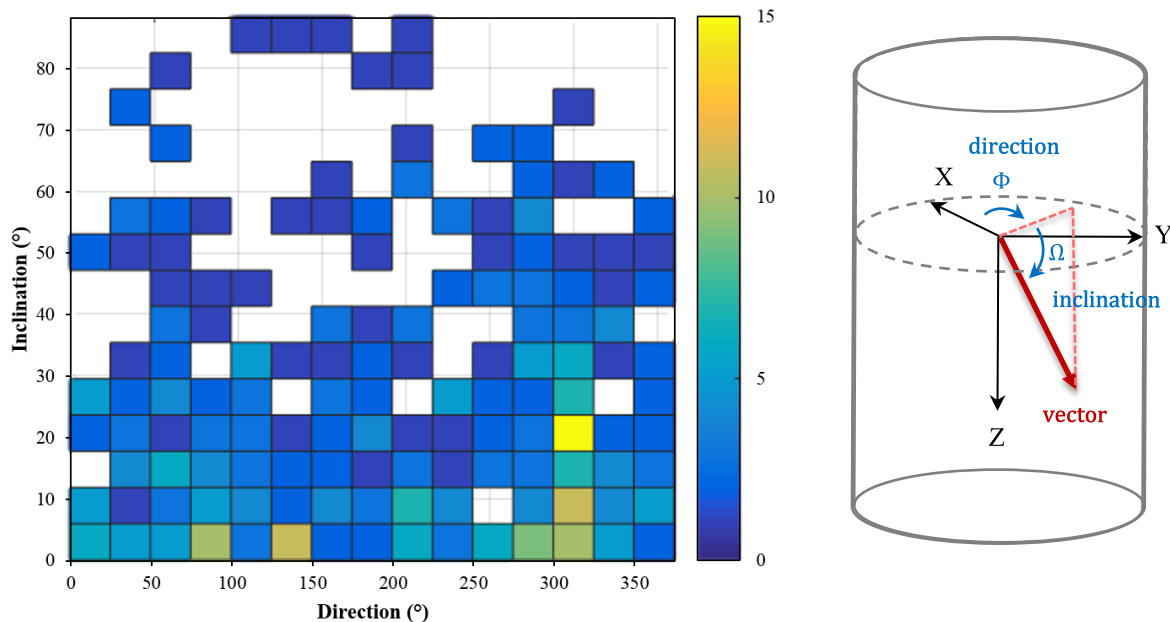 Inclination (°)
80
70
60
50
40
30
20
10
0
0 50 100 150 200 250 300 350
Direction (°)
15
10
5
0
direction
Φ
X
Y
Ω
inclination
Z
vector